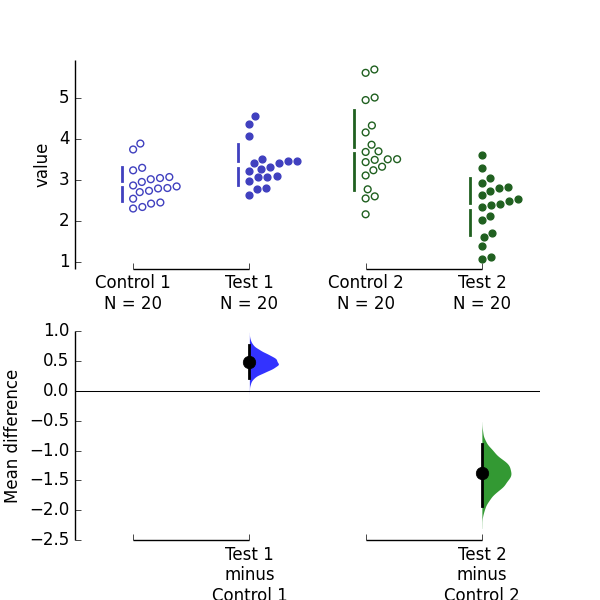 5
4
3
2
1
value
Control 1
N = 20
Test 1
N = 20
Control 2
N = 20
Test 2
N = 20
1.0
0.5
0.0
−0.5
−1.0
−1.5
−2.0
−2.5
Mean difference
Test 1
minus
Control 1
Test 2
minus
Control 2